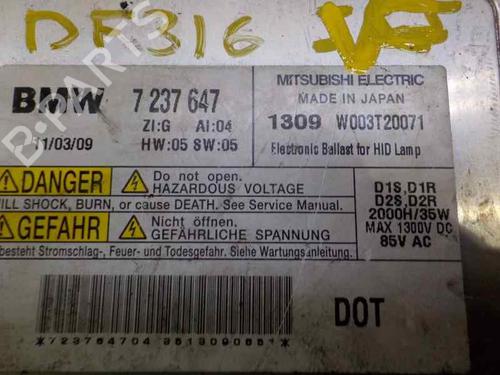 DF316
B-PARTS
BMW 7 237 647
ZI:G AI:04
11/03/09 HW:05 SW:05
MITSUBISHI ELECTRIC
MADE IN JAPAN
1309 W003T20071
Electronic Ballast for HID Lamp
DANGER Do not open.
HAZARDOUS VOLTAGE
WILL SHOCK, BURN, or cause DEATH. See Service Manual.
GEFAHR Nicht öffnen.
GEFÄHRLICHE SPANNUNG
besteht Stromschlag-, Feuer- und Todesgefahr. Siehe Wartungsanleitung.
D1S,D1R
D2S,D2R
2000H/35W
MAX 1300V DC
85V AC
DOT